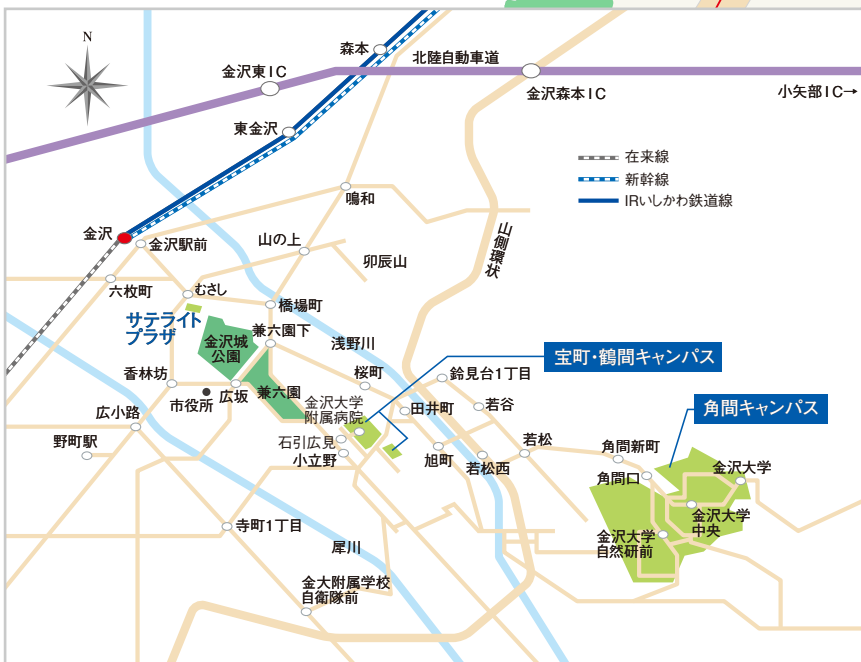 N
森本
北陸自動車道
金沢東IC
金沢森本IC
小矢部IC→
東金沢
在来線
新幹線
IRいしかわ鉄道線
鳴和
山側環状
金沢
金沢駅前
山の上
卯辰山
六枚町
むさし
橋場町
サテライト
プラザ
金沢城
公園
兼六園下
浅野川
宝町・鶴間キャンパス
香林坊
市役所
広坂
兼六園
桜町
鈴見台1丁目
金沢大学
附属病院
田井町
若谷
角間キャンパス
広小路
野町駅
石引広見
小立野
旭町
若松西
若松
角間新町
角間口
金沢大学
金沢大学
中央
金沢大学
自然研前
寺町1丁目
犀川
金大附属学校
自衛隊前